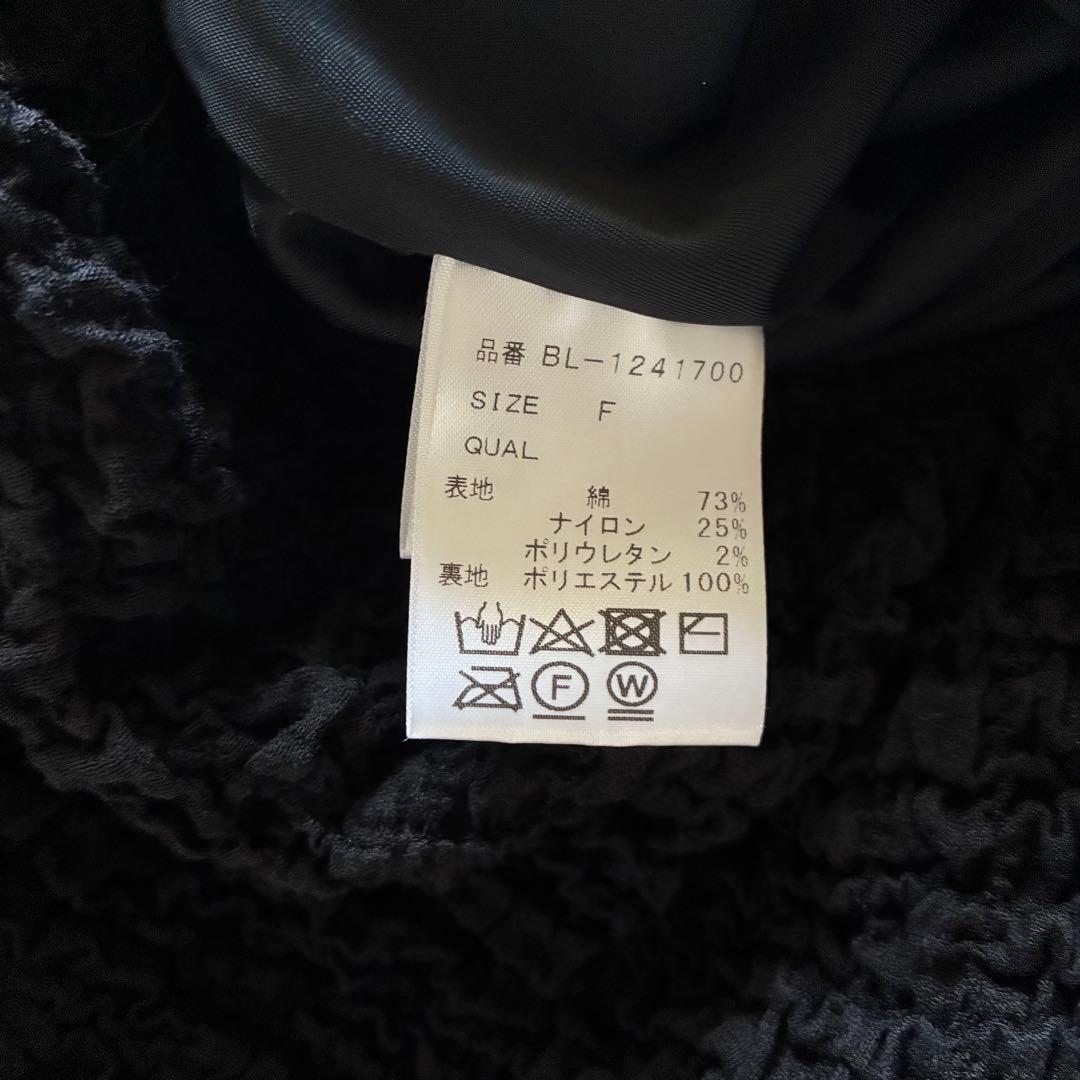 品番 BL-1241700
SIZE F
QUAL
表地 綿 73%
ナイロン 25%
ポリウレタン 2%
裏地 ポリエステル 100%
F W